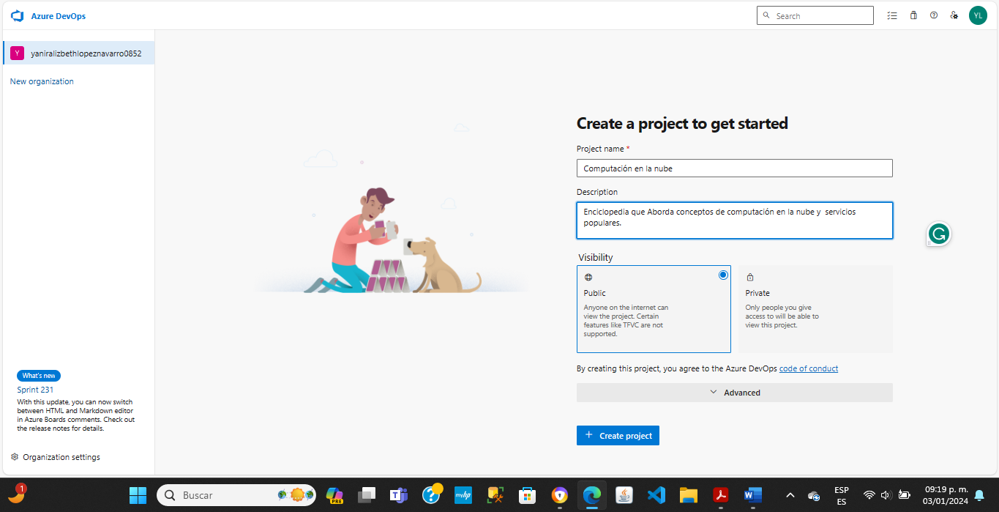 Azure DevOps
Search
YL
Y yaniralizbethlopeznavarro0852
New organization
Create a project to get started
Project name *
Computación en la nube
Description
Enciclopedia que Aborda conceptos de computación en la nube y  servicios
populares.
Visibility
Public
Anyone on the internet can
view the project. Certain
features like TFVC are not
supported.
Private
Only people you give
access to will be able to
view this project.
By creating this project, you agree to the Azure DevOps code of conduct
Advanced
+ Create project
What's new
Sprint 231
With this update, you can now switch
between HTML and Markdown editor
in Azure Boards comments. Check out
the release notes for details.
Organization settings
1
Buscar
PRE
myhp
ESP
ES
09:19 p. m.
03/01/2024